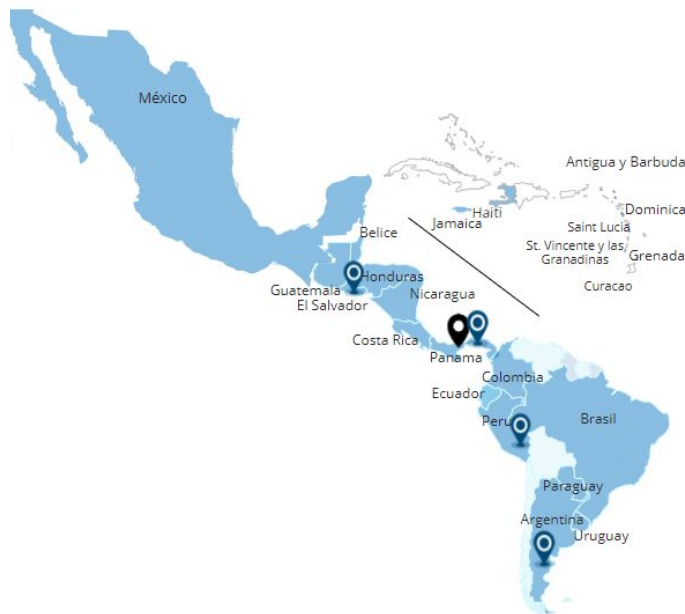 México
Antigua y Barbuda
Haiti
Dominica
Jamaica
Saint Lucia
Belice
St. Vincente y las
Granadinas
Grenada
Honduras
Curacao
Guatemala
Nicaragua
El Salvador
Costa Rica
Panama
Colombia
Ecuador
Peru
Brasil
Paraguay
Argentina
Uruguay